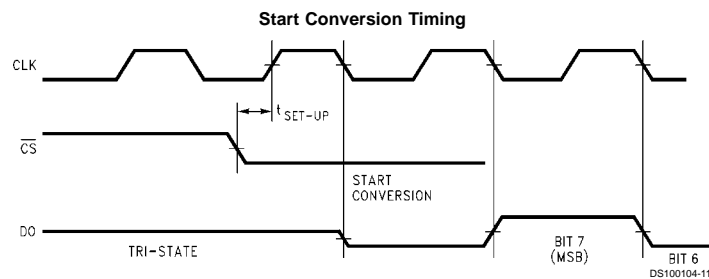 Start Conversion Timing
CLK
t SET-UP
CS
START
CONVERSION
DO
TRI-STATE
BIT 7
(MSB)
BIT 6
DS100104-11